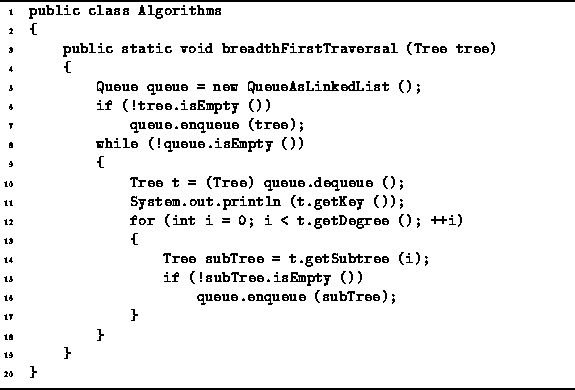 1 public class Algorithms
2 {
3     public static void breadthFirstTraversal (Tree tree)
4     {
5         Queue queue = new QueueAsLinkedList ();
6         if (!tree.isEmpty ())
7             queue.enqueue (tree);
8         while (!queue.isEmpty ())
9         {
10             Tree t = (Tree) queue.dequeue ();
11             System.out.println (t.getKey ());
12             for (int i = 0; i < t.getDegree (); ++i)
13             {
14                 Tree subTree = t.getSubtree (i);
15                 if (!subTree.isEmpty ())
16                     queue.enqueue (subTree);
17             }
18         }
19     }
20 }